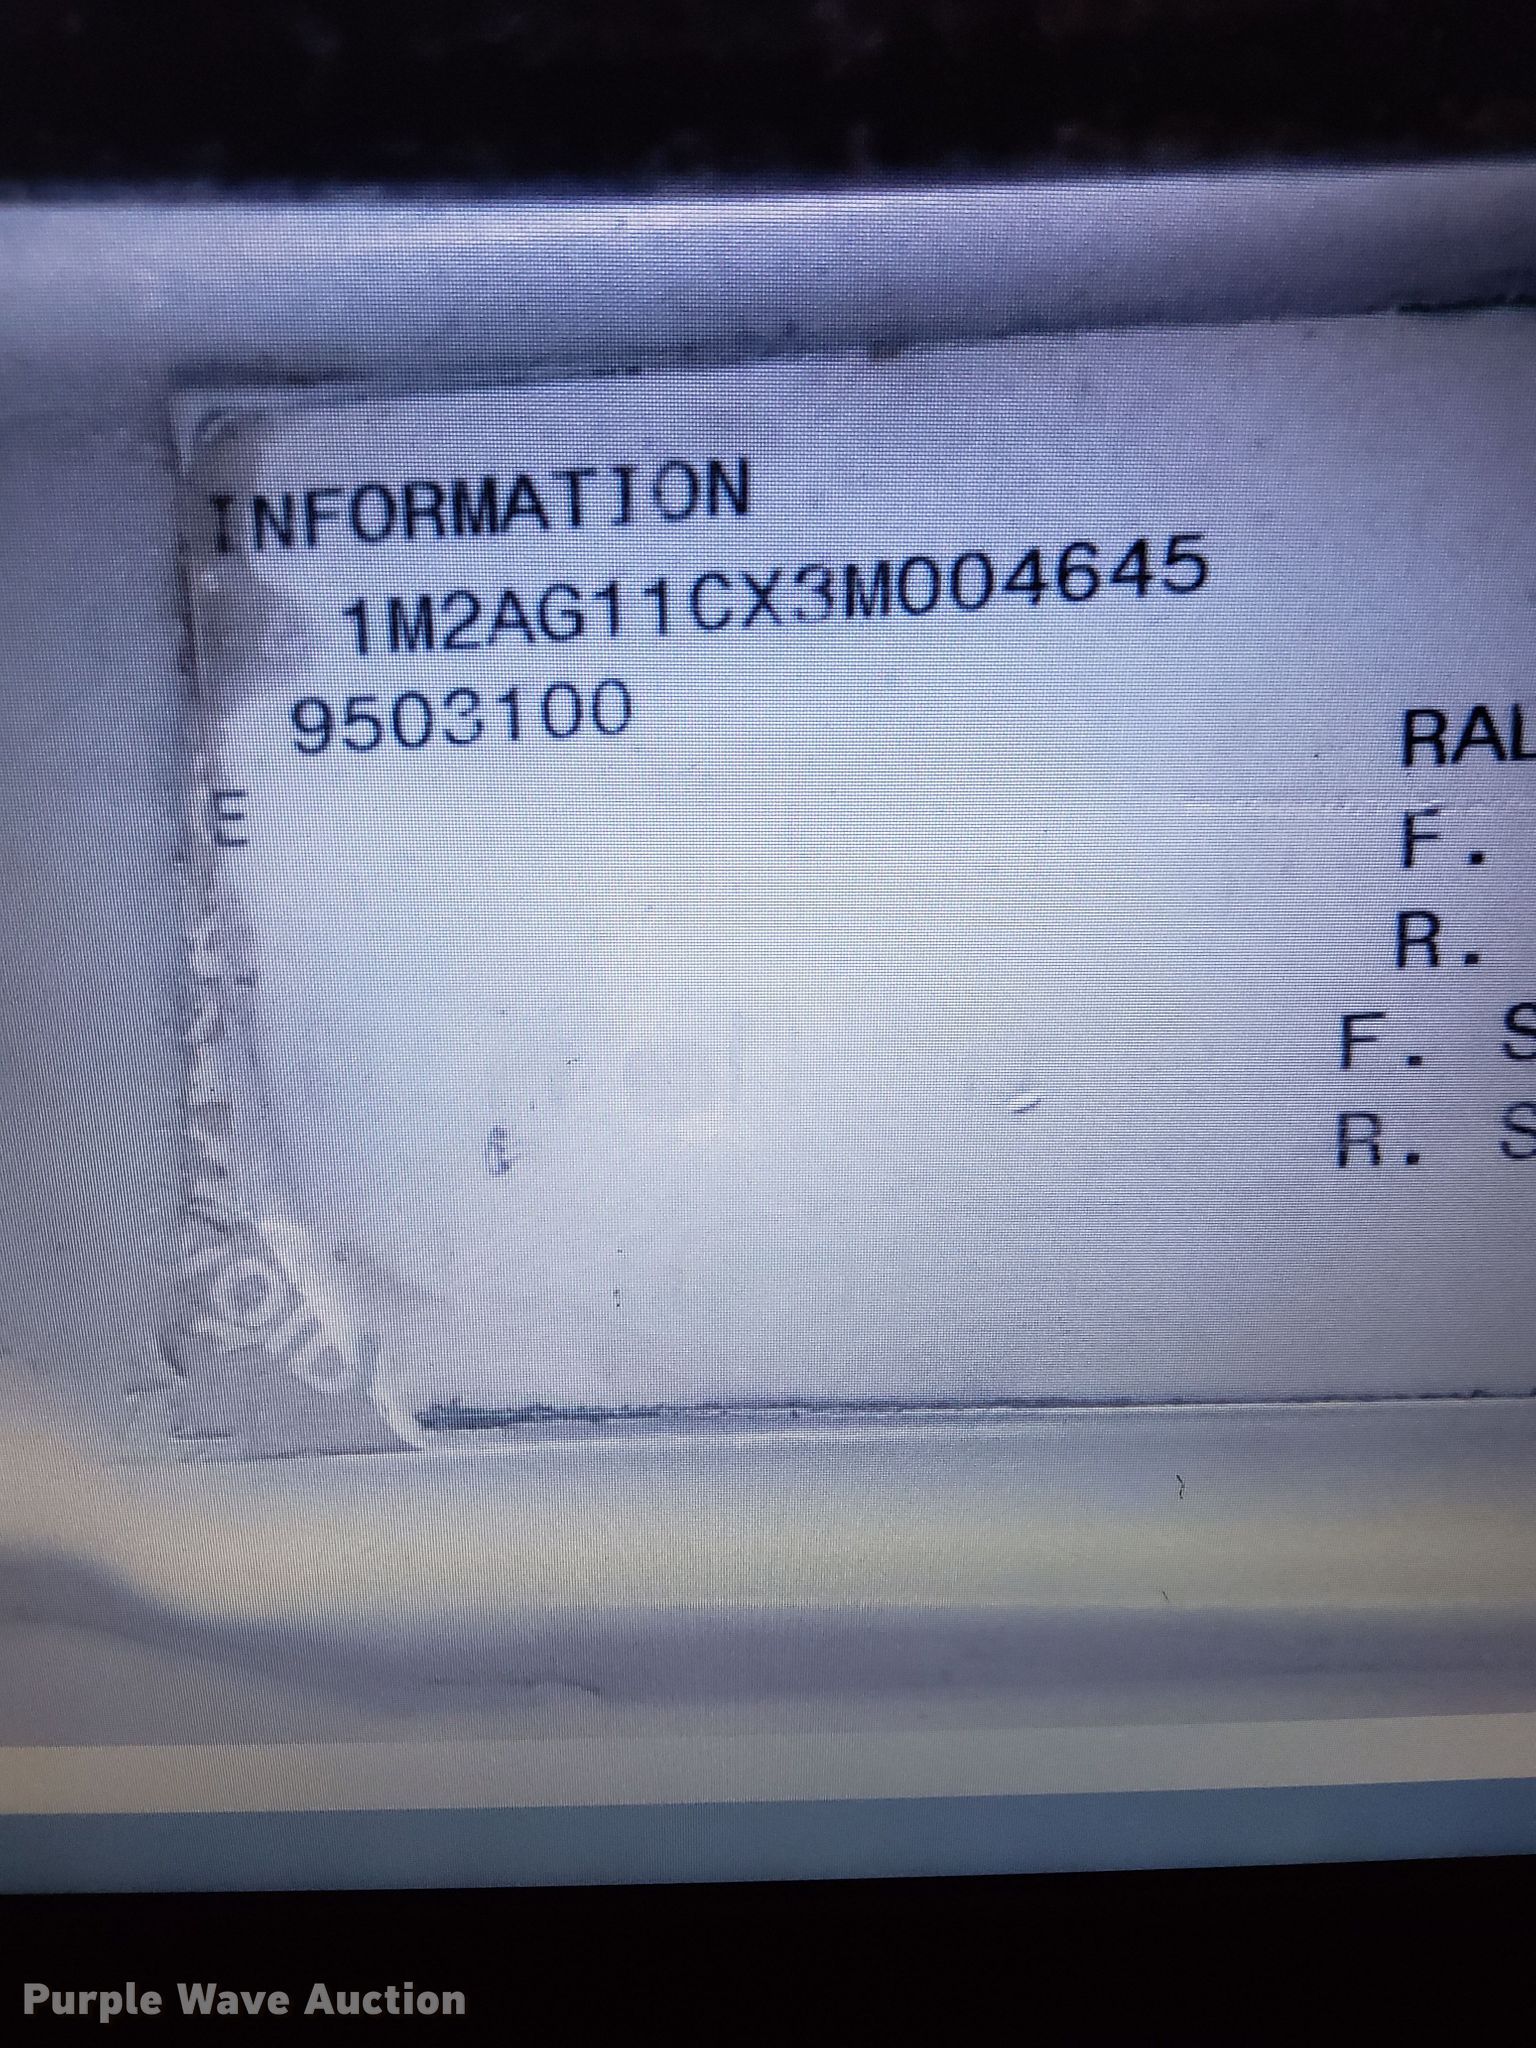 INFORMATION
1M2AG11CX3M004645
9503100
RAL
E
F.
R.
F. S
R. S
Purple Wave Auction